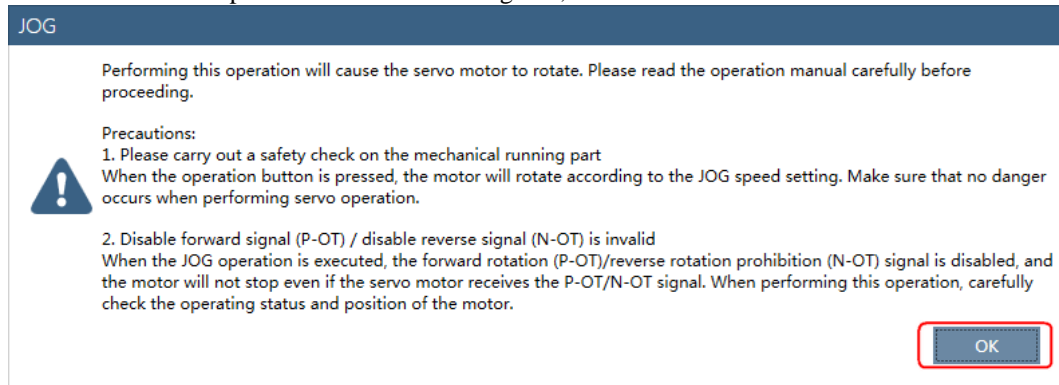 JOG
Performing this operation will cause the servo motor to rotate. Please read the operation manual carefully before
proceeding.
Precautions:
1. Please carry out a safety check on the mechanical running part
When the operation button is pressed, the motor will rotate according to the JOG speed setting. Make sure that no danger
occurs when performing servo operation.
2. Disable forward signal (P-OT) / disable reverse signal (N-OT) is invalid
When the JOG operation is executed, the forward rotation (P-OT)/reverse rotation prohibition (N-OT) signal is disabled, and
the motor will not stop even if the servo motor receives the P-OT/N-OT signal. When performing this operation, carefully
check the operating status and position of the motor.
OK